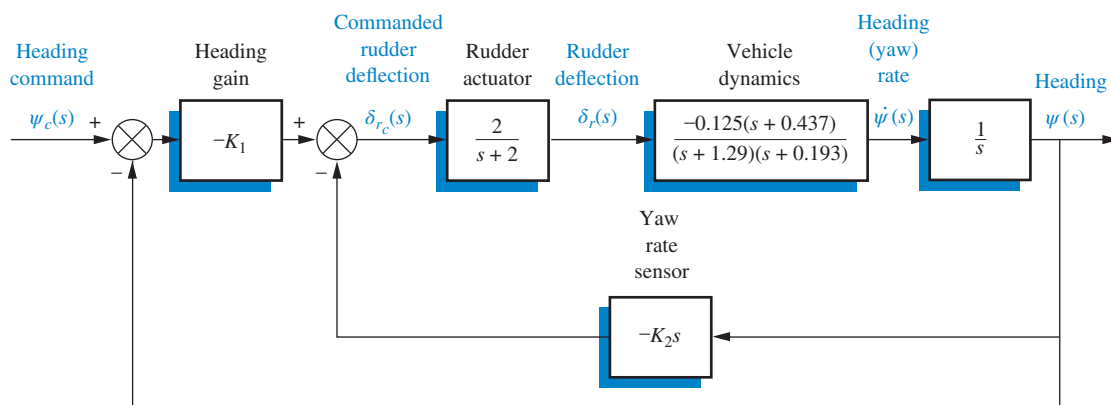 Heading
command
ψc(s)
+
−
Heading
gain
−K1
+
−
Commanded
rudder
deflection
δrc(s)
Rudder
actuator
2
s + 2
Rudder
deflection
δr(s)
Vehicle
dynamics
−0.125(s + 0.437)
(s + 1.29)(s + 0.193)
Heading
(yaw)
rate
ψ̇(s)
1
s
Heading
ψ(s)
Yaw
rate
sensor
−K2s